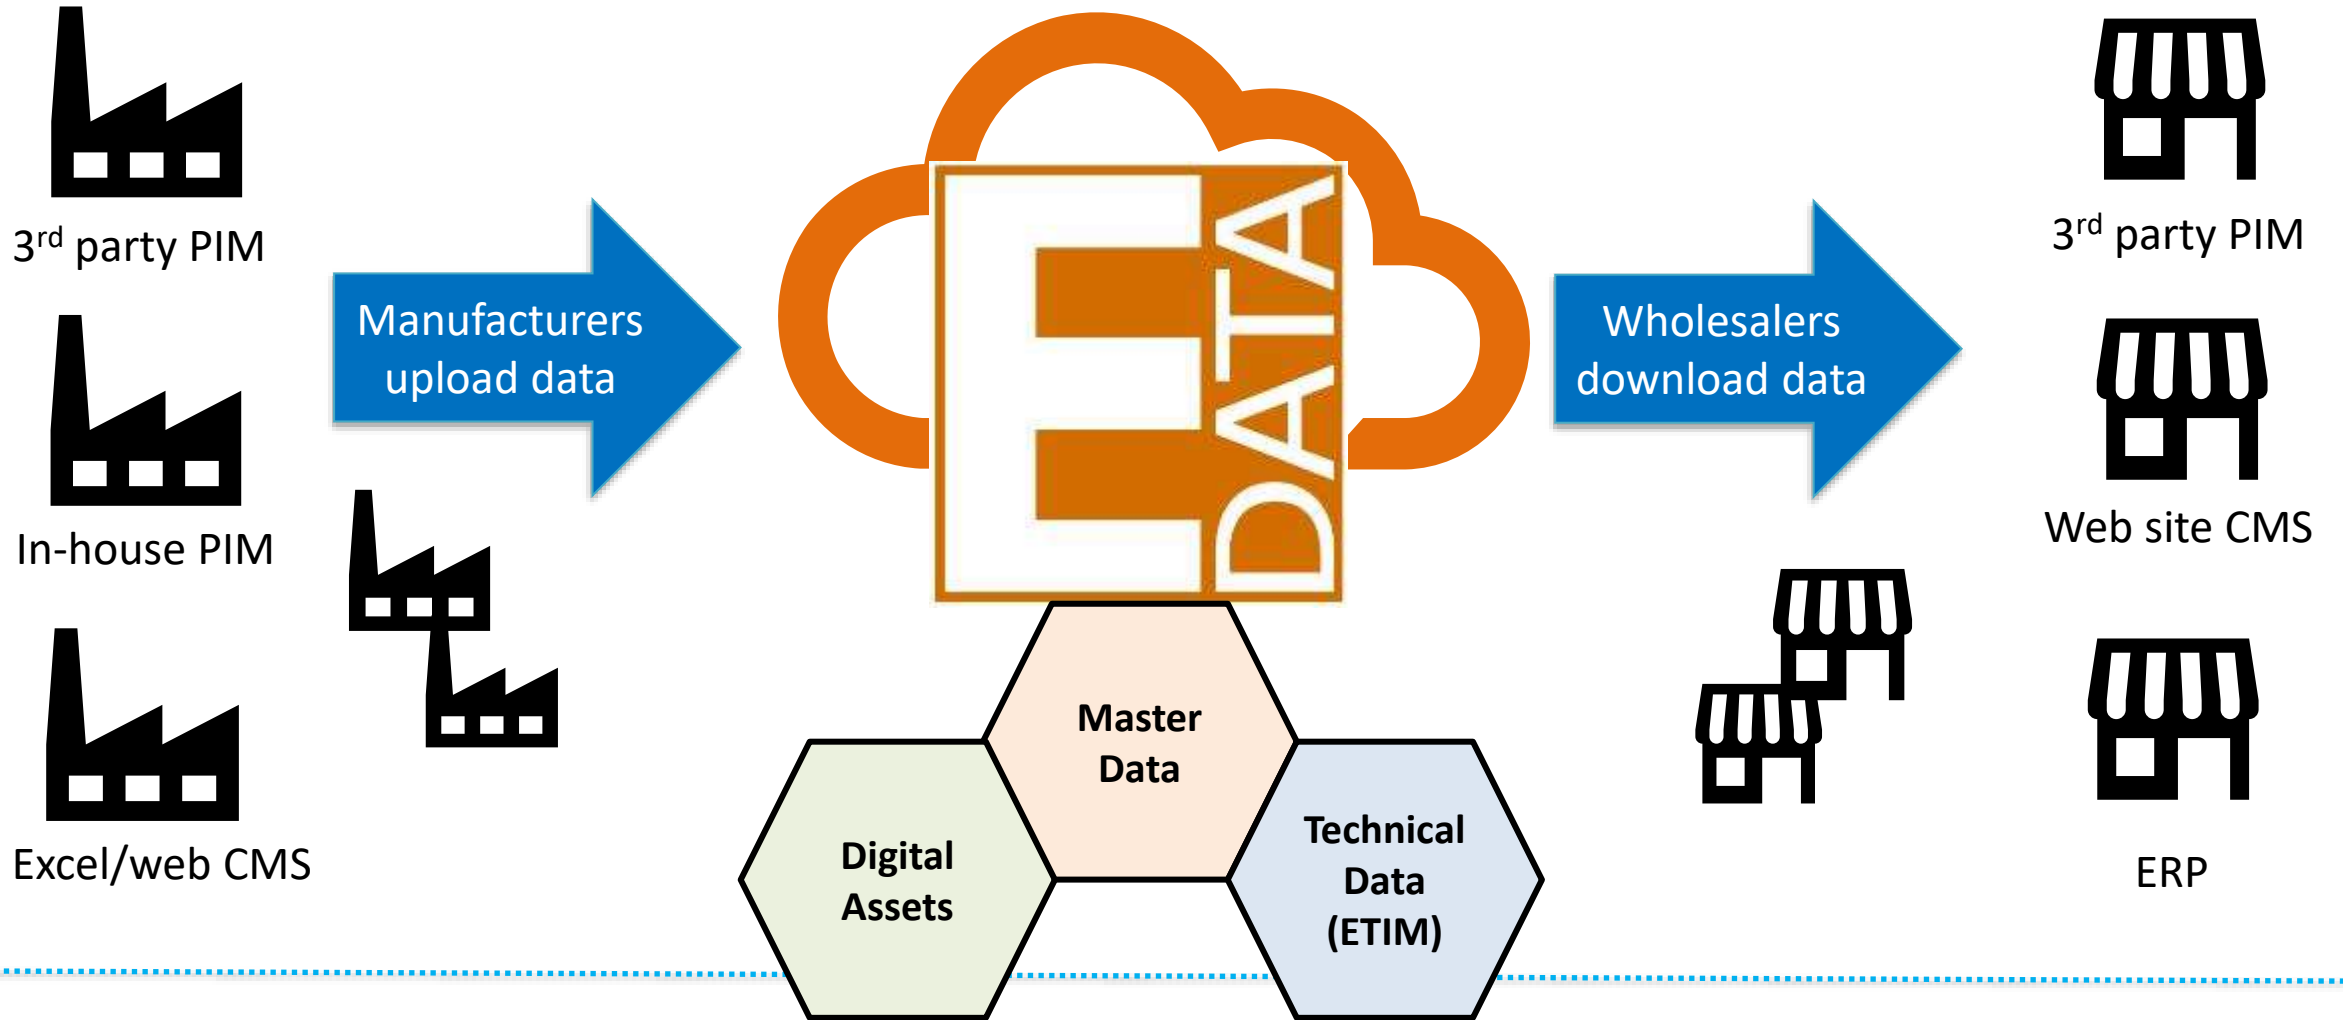 3rd party PIM
In-house PIM
Excel/web CMS
Manufacturers
upload data
E
DATA
Master
Data
Digital
Assets
Technical
Data
(ETIM)
Wholesalers
download data
3rd party PIM
Web site CMS
ERP